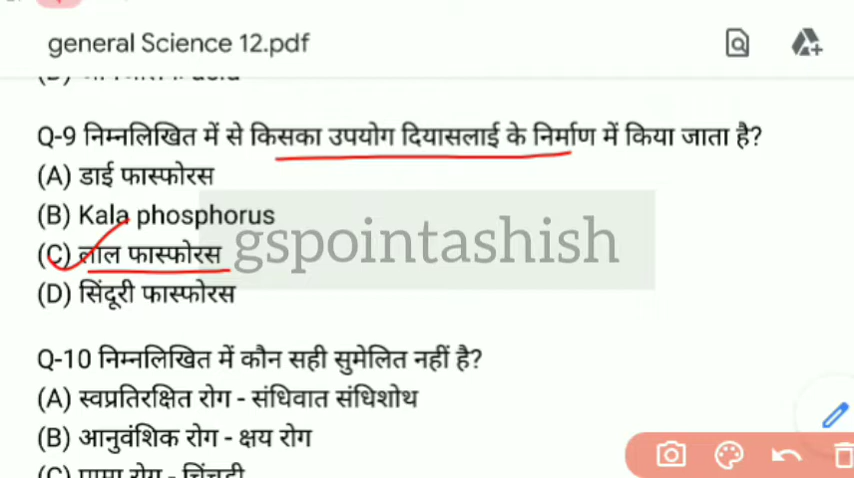 general Science 12.pdf
Q-9 निम्नलिखित में से किसका उपयोग दियासलाई के निर्माण में किया जाता है?
(A) डाई फास्फोरस
(B) Kala phosphorus
(C) लाल फास्फोरस
gspointashish
(D) सिंदूरी फास्फोरस
Q-10 निम्नलिखित में कौन सही सुमेलित नहीं है?
(A) स्वप्रतिरक्षित रोग - संधिवात संधिशोथ
(B) आनुवंशिक रोग - क्षय रोग